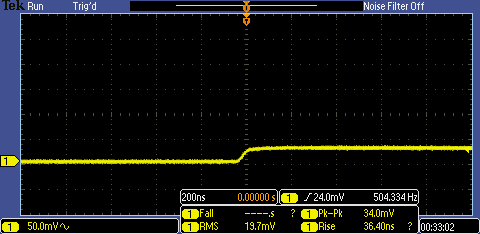 Tek Run Trig'd Noise Filter Off
T
T
1
200ns 0.00000 s 1 24.0mV 504.334 Hz
1 Fall -----.s ? 1 Pk-Pk 34.0mV
1 RMS 19.7mV 1 Rise 36.40ns ?
1 50.0mV 00:33:02